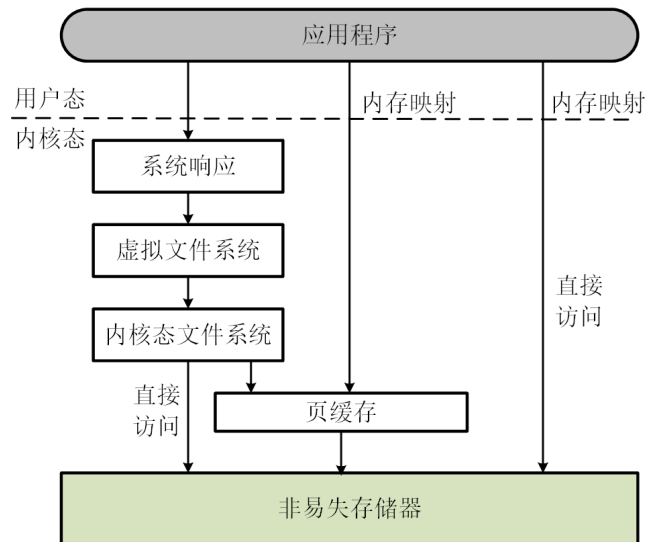 应用程序
用户态
内存映射
内存映射
内核态
系统响应
虚拟文件系统
内核态文件系统
直接
访问
直接
访问
页缓存
非易失存储器